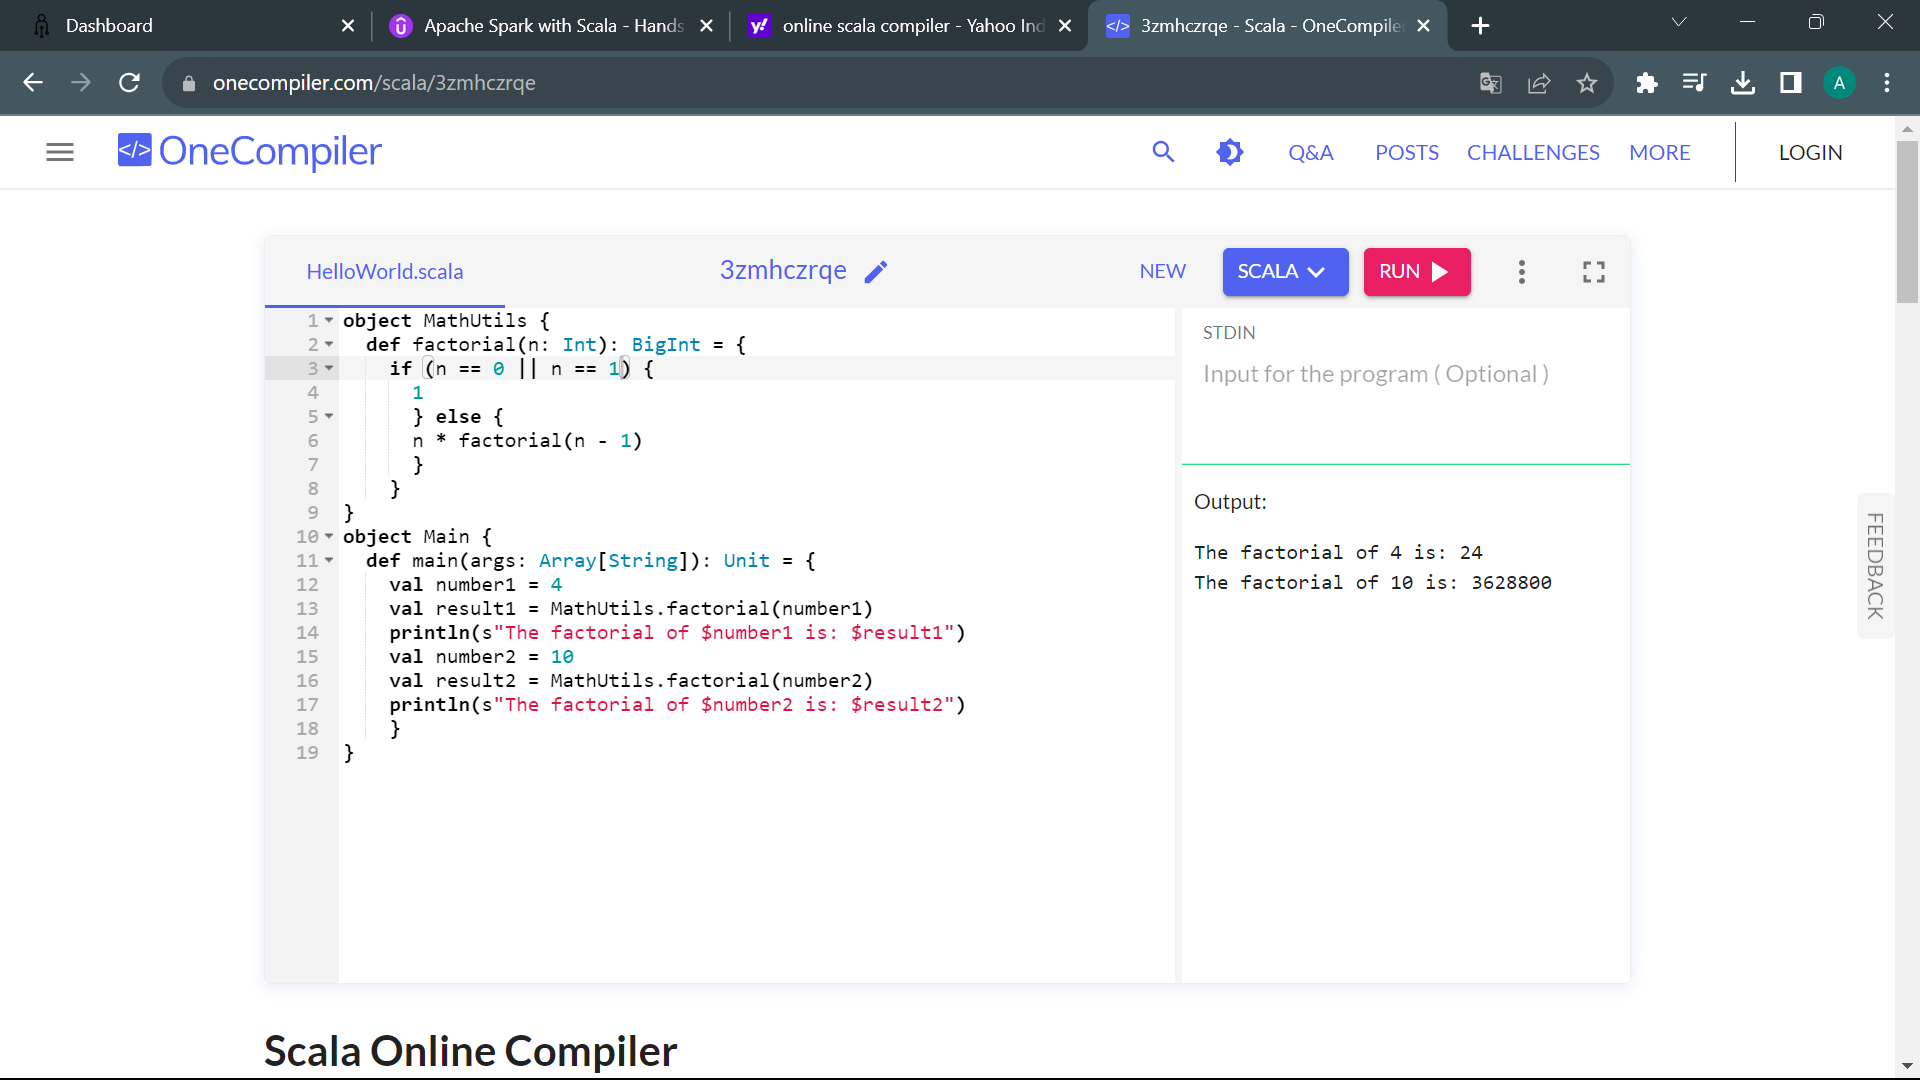 Dashboard
Apache Spark with Scala - Hands
online scala compiler - Yahoo Ind
3zmhczrqe - Scala - OneCompile
onecompiler.com/scala/3zmhczrqe
A
</> OneCompiler
Q&A
POSTS
CHALLENGES
MORE
LOGIN
HelloWorld.scala
3zmhczrqe
NEW
SCALA
RUN
1 object MathUtils {
2   def factorial(n: Int): BigInt = {
3     if (n == 0 || n == 1) {
4       1
5       } else {
6       n * factorial(n - 1)
7       }
8     }
9 }
10 object Main {
11   def main(args: Array[String]): Unit = {
12     val number1 = 4
13     val result1 = MathUtils.factorial(number1)
14     println(s"The factorial of $number1 is: $result1")
15     val number2 = 10
16     val result2 = MathUtils.factorial(number2)
17     println(s"The factorial of $number2 is: $result2")
18     }
19 }
STDIN
Input for the program ( Optional )
Output:
The factorial of 4 is: 24
The factorial of 10 is: 3628800
FEEDBACK
Scala Online Compiler